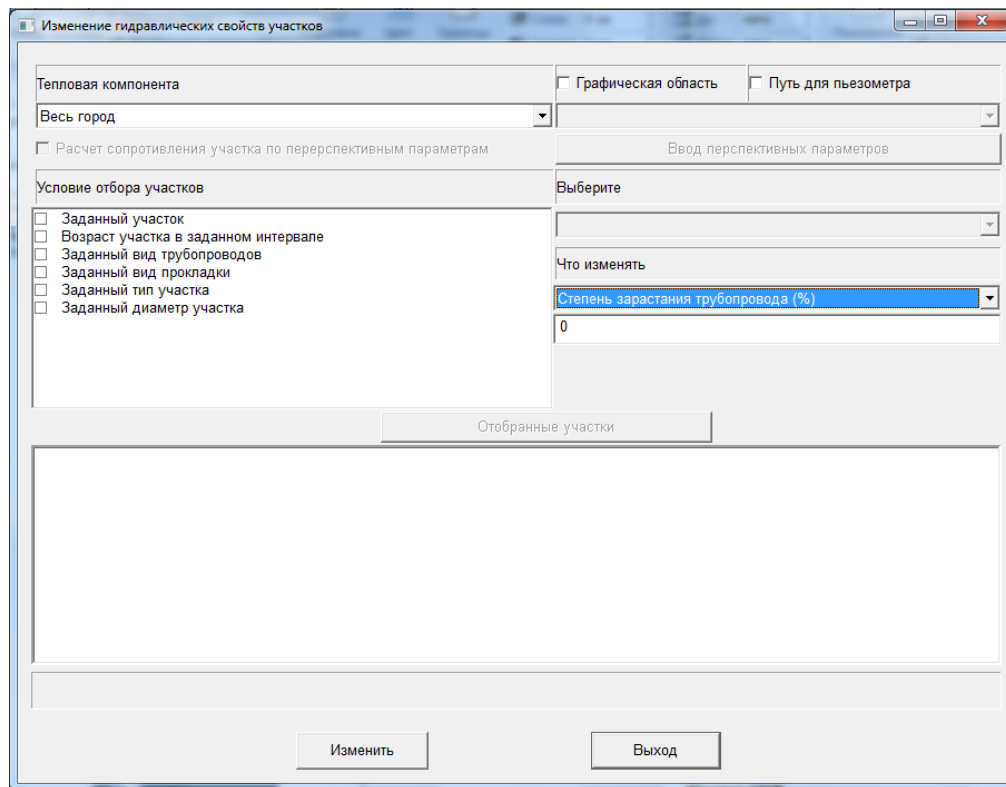 Изменение гидравлических свойств участков
Тепловая компонента
Графическая область
Путь для пьезометра
Весь город
Расчет сопротивления участка по перерспективным параметрам
Ввод перспективных параметров
Условие отбора участков
Выберите
Заданный участок
Возраст участка в заданном интервале
Заданный вид трубопроводов
Заданный вид прокладки
Заданный тип участка
Заданный диаметр участка
Что изменять
Степень зарастания трубопровода (%)
0
Отобранные участки
Изменить
Выход